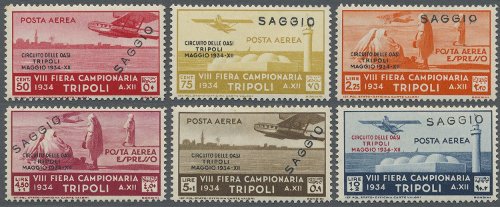 SAGGIO
POSTA AEREA
CIRCUITO DELLE OASI
TRIPOLI
MAGGIO 1934-XII
VIII FIERA CAMPIONARIA
CENT. 50 1934 TRIPOLI A.XII
SAGGIO
POSTA AEREA
CIRCUITO DELLE OASI
TRIPOLI
MAGGIO 1934-XII
VIII FIERA CAMPIONARIA
CENT. 75 1934 TRIPOLI A.XII
SAGGIO
POSTA AEREA
ESPRESSO
CIRCUITO DELLE OASI
TRIPOLI
MAGGIO 1934-XII
VIII FIERA CAMPIONARIA
LIRE 2.25 1934 TRIPOLI A.XII
SAGGIO
POSTA AEREA
ESPRESSO
CIRCUITO DELLE OASI
TRIPOLI
MAGGIO 1934-XII
VIII FIERA CAMPIONARIA
LIRE 4.50 1934 TRIPOLI A.XII
SAGGIO
POSTA AEREA
CIRCUITO DELLE OASI
TRIPOLI
MAGGIO 1934-XII
VIII FIERA CAMPIONARIA
LIRE 5+1 1934 TRIPOLI A.XII
SAGGIO
POSTA AEREA
CIRCUITO DELLE OASI
TRIPOLI
MAGGIO 1934-XII
VIII FIERA CAMPIONARIA
LIRE 10 1934 TRIPOLI A.XII